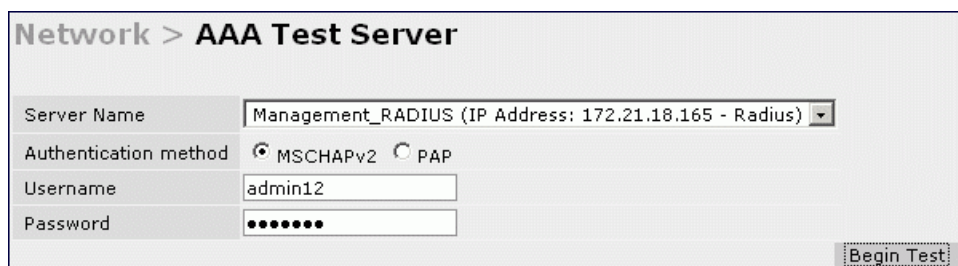 Network > AAA Test Server
Server Name Management_RADIUS (IP Address: 172.21.18.165 - Radius)
Authentication method MSCHAPv2 PAP
Username admin12
Password •••••••
Begin Test